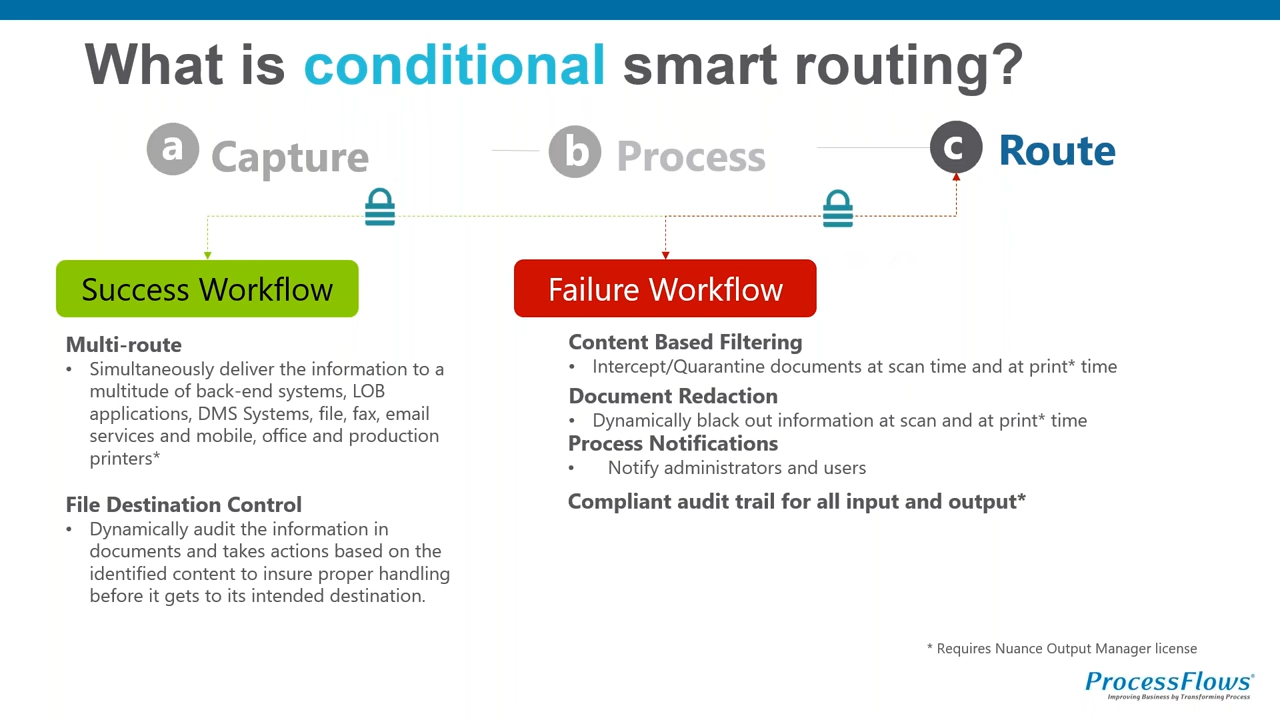 What is conditional smart routing?
a Capture
b Process
c Route
Success Workflow
Multi-route
• Simultaneously deliver the information to a
multitude of back-end systems, LOB
applications, DMS Systems, file, fax, email
services and mobile, office and production
printers*
File Destination Control
• Dynamically audit the information in
documents and takes actions based on the
identified content to insure proper handling
before it gets to its intended destination.
Failure Workflow
Content Based Filtering
• Intercept/Quarantine documents at scan time and at print* time
Document Redaction
• Dynamically black out information at scan and at print* time
Process Notifications
• Notify administrators and users
Compliant audit trail for all input and output*
* Requires Nuance Output Manager license
ProcessFlows®
Improving Business by Transforming Process